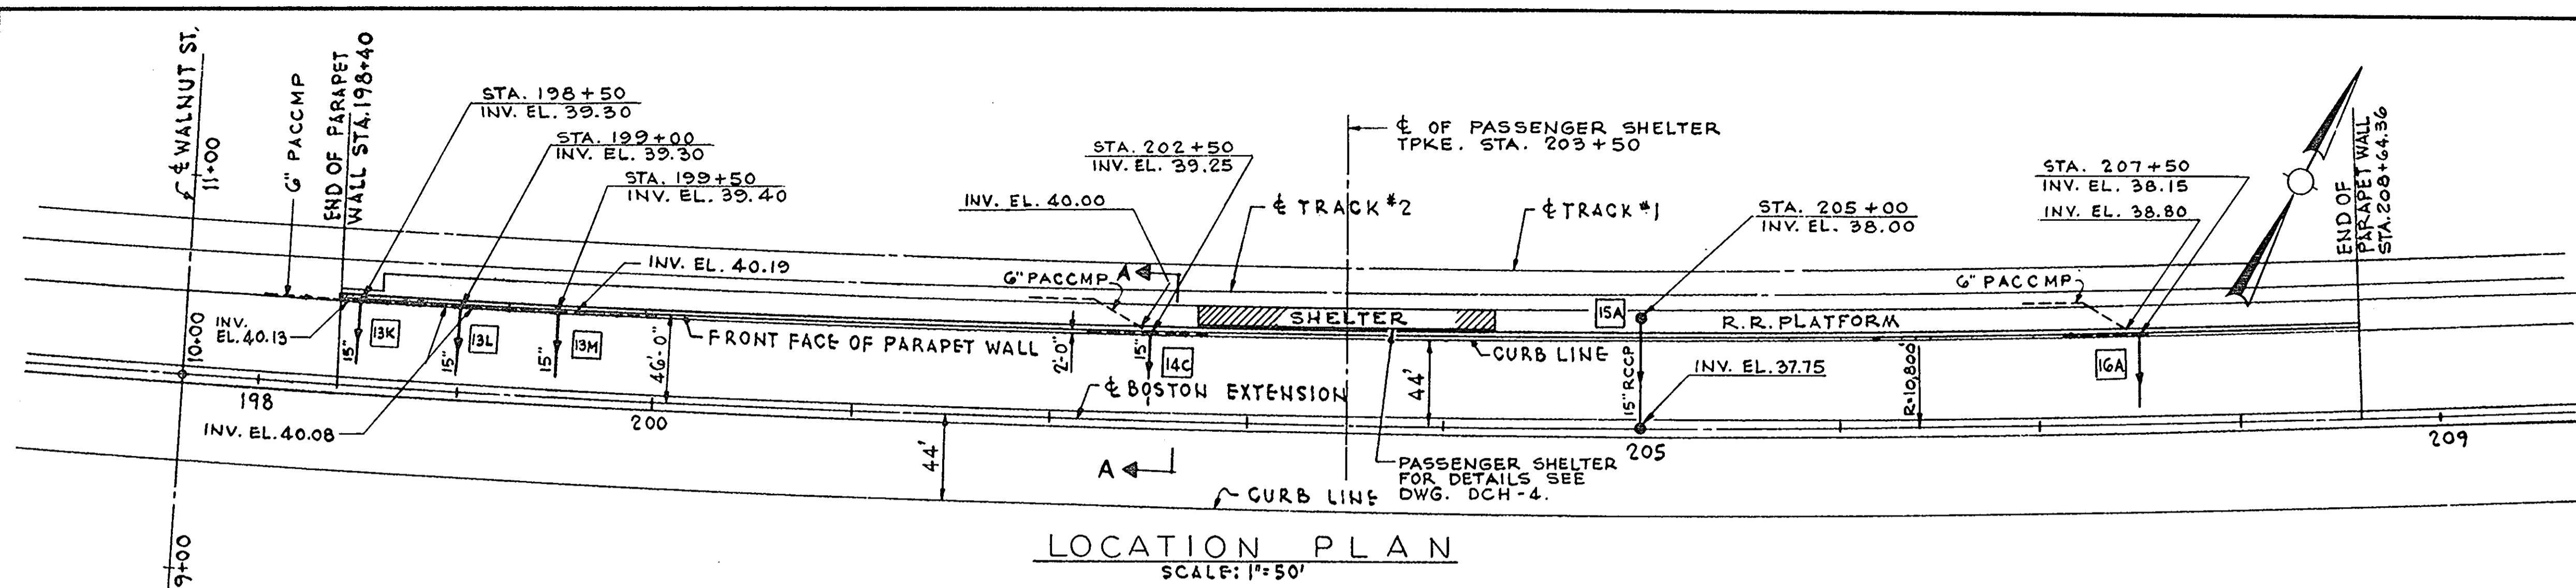 ℄ WALNUT ST.
11+00
10+00
9+00
6" PACCMP
END OF PARAPET
WALL STA. 198+40
STA. 198+50
INV. EL. 39.30
STA. 199+00
INV. EL. 39.30
STA. 199+50
INV. EL. 39.40
INV. EL. 40.19
INV. EL. 40.00
STA. 202+50
INV. EL. 39.25
℄ OF PASSENGER SHELTER
TPKE. STA. 203+50
℄ TRACK #2
℄ TRACK #1
STA. 205+00
INV. EL. 38.00
STA. 207+50
INV. EL. 38.15
INV. EL. 38.80
END OF
PARAPET WALL
STA. 208+64.36
6" PACCMP
A
6" PACCMP
INV.
EL. 40.13
15"
13K
15"
13L
15"
13M
46'-0"
FRONT FACE OF PARAPET WALL
2'-0"
15"
14C
SHELTER
15A
R.R. PLATFORM
CURB LINE
44'
15" RCCP
INV. EL. 37.75
R=10,800'
16A
℄ BOSTON EXTENSION
198
200
205
209
INV. EL. 40.08
44'
A
PASSENGER SHELTER
FOR DETAILS SEE
DWG. DCH-4.
CURB LINE
LOCATION PLAN
SCALE: 1"=50'